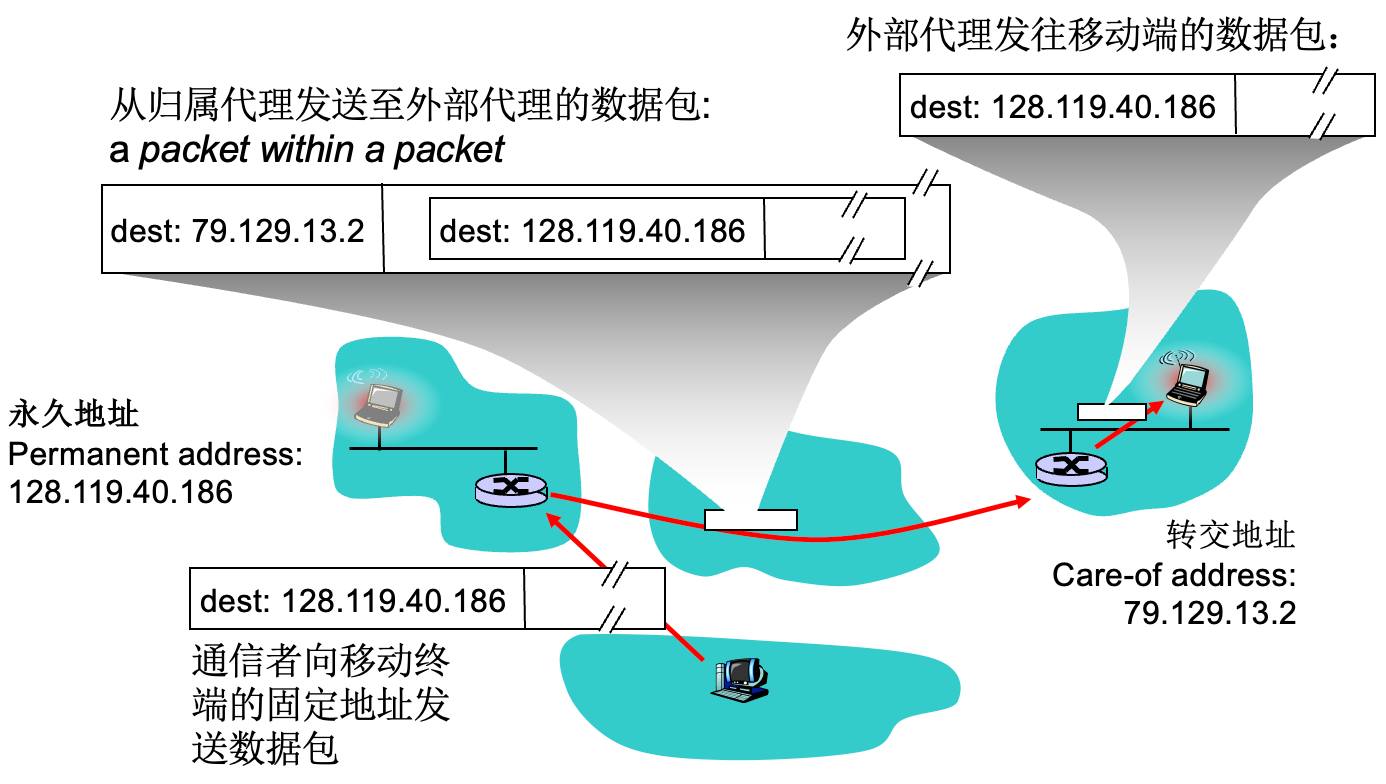 外部代理发往移动端的数据包：
dest: 128.119.40.186
从归属代理发送至外部代理的数据包:
a packet within a packet
dest: 79.129.13.2
dest: 128.119.40.186
永久地址
Permanent address:
128.119.40.186
转交地址
Care-of address:
79.129.13.2
dest: 128.119.40.186
通信者向移动终
端的固定地址发
送数据包